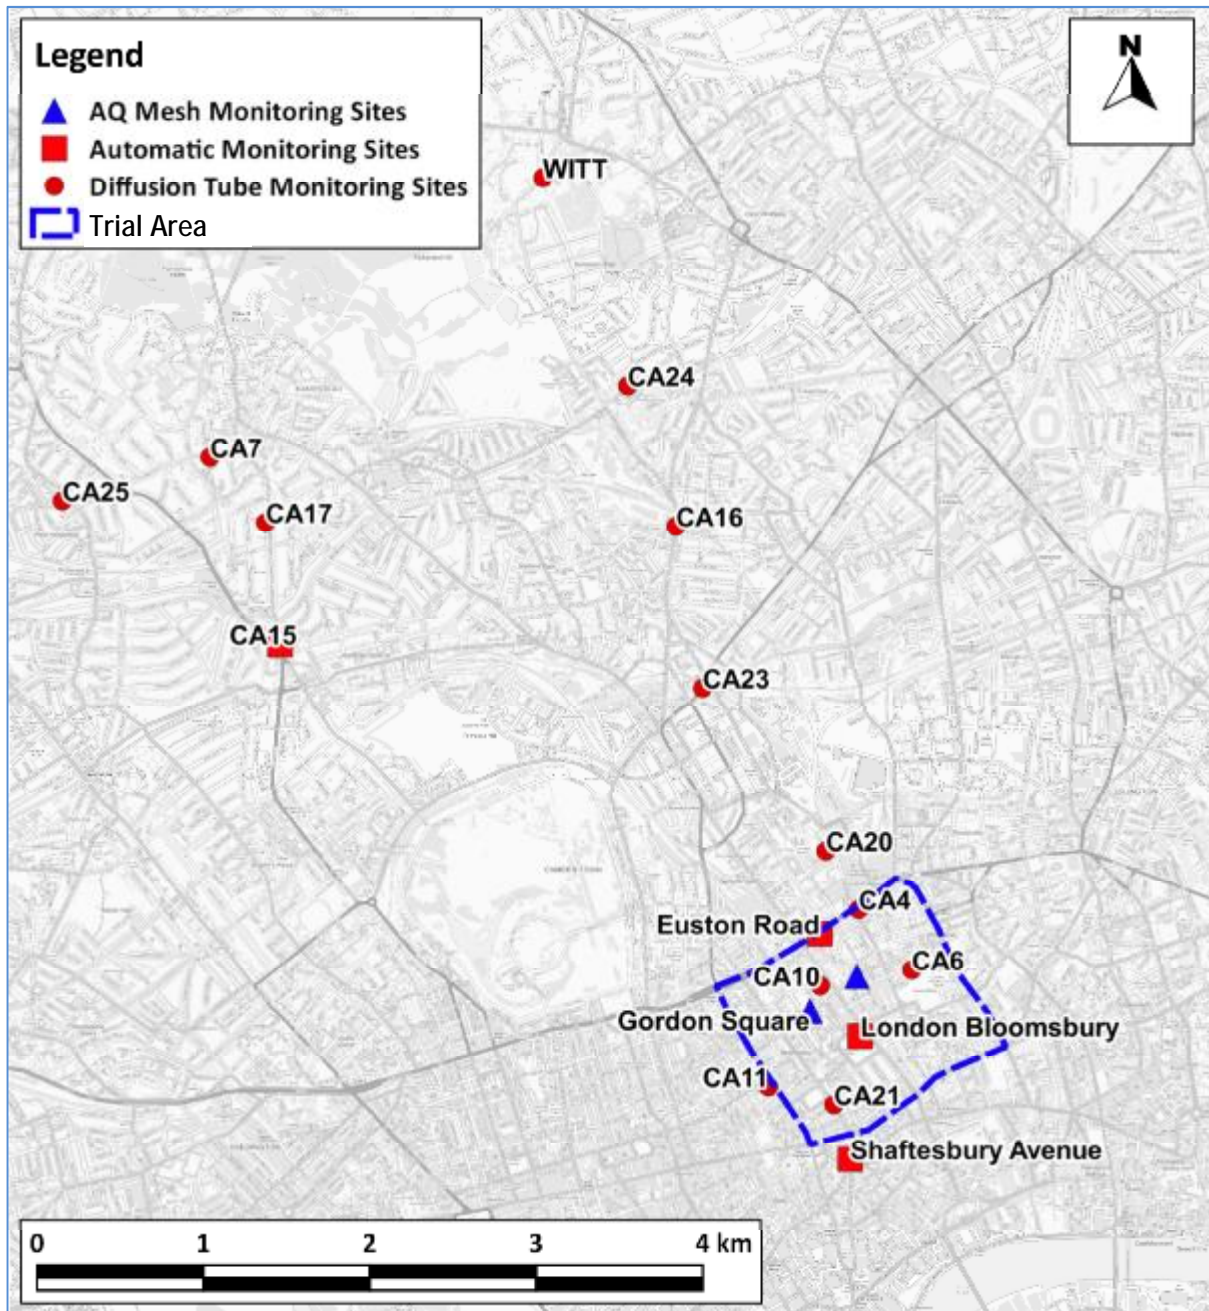 Legend
N
AQ Mesh Monitoring Sites
Automatic Monitoring Sites
Diffusion Tube Monitoring Sites
Trial Area
WITT
CA24
CA7
CA25
CA17
CA16
CA15
CA23
CA20
CA4
Euston Road
CA6
CA10
Gordon Square
London Bloomsbury
CA11
CA21
Shaftesbury Avenue
0 1 2 3 4 km